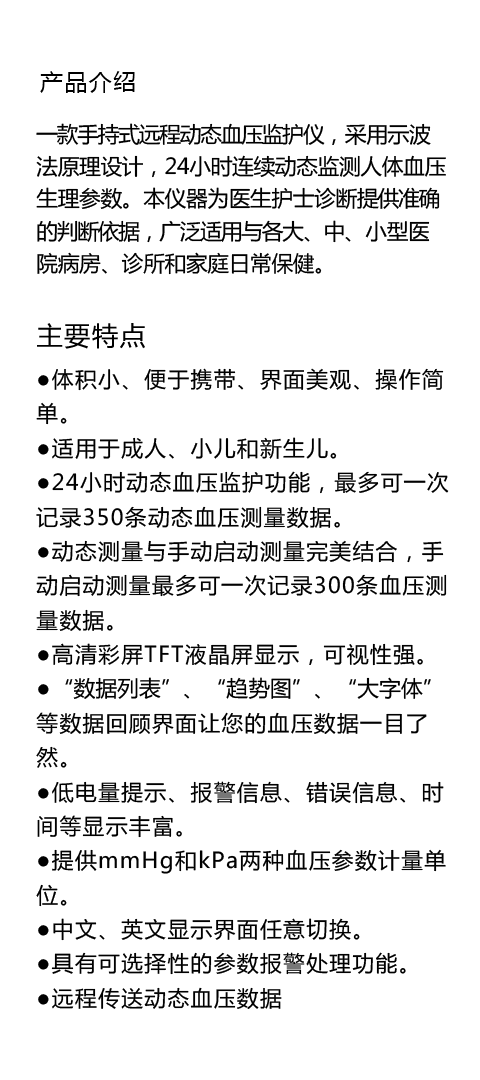 产品介绍
一款手持式远程动态血压监护仪，采用示波
法原理设计，24小时连续动态监测人体血压
生理参数。本仪器为医生护士诊断提供准确
的判断依据，广泛适用与各大、中、小型医
院病房、诊所和家庭日常保健。
主要特点
●体积小、便于携带、界面美观、操作简
单。
●适用于成人、小儿和新生儿。
●24小时动态血压监护功能，最多可一次
记录350条动态血压测量数据。
●动态测量与手动启动测量完美结合，手
动启动测量最多可一次记录300条血压测
量数据。
●高清彩屏TFT液晶屏显示，可视性强。
●“数据列表”、“趋势图”、“大字体”
等数据回顾界面让您的血压数据一目了
然。
●低电量提示、报警信息、错误信息、时
间等显示丰富。
●提供mmHg和kPa两种血压参数计量单
位。
●中文、英文显示界面任意切换。
●具有可选择性的参数报警处理功能。
●远程传送动态血压数据